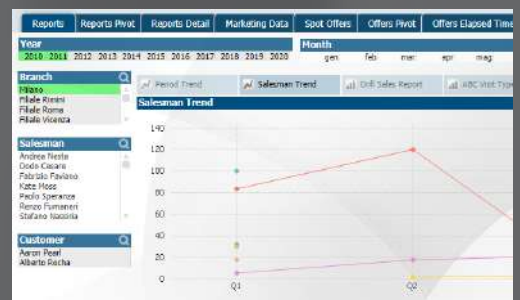 Reports Reports Pivot Reports Detail Marketing Data Spot Offers Offers Pivot Offers Elapsed Time
Year
2010 2011 2012 2013 2014 2015 2016 2017 2018 2019 2020
Month
gen feb mar apr mag
Branch
Milano
Filiale Rimini
Filiale Roma
Filiale Vicenza
Period Trend Salesman Trend Drill Sales Report ABC Visit Type
Salesman Trend
Salesman
Andrea Nesta
Dodo Cesare
Fabrizio Faviano
Kate Moss
Paolo Speranza
Renzo Fumaneri
Stefano
Customer
Aaron Pearl
Alberto Rocha
140
120
100
80
60
40
20
0
Q1 Q2